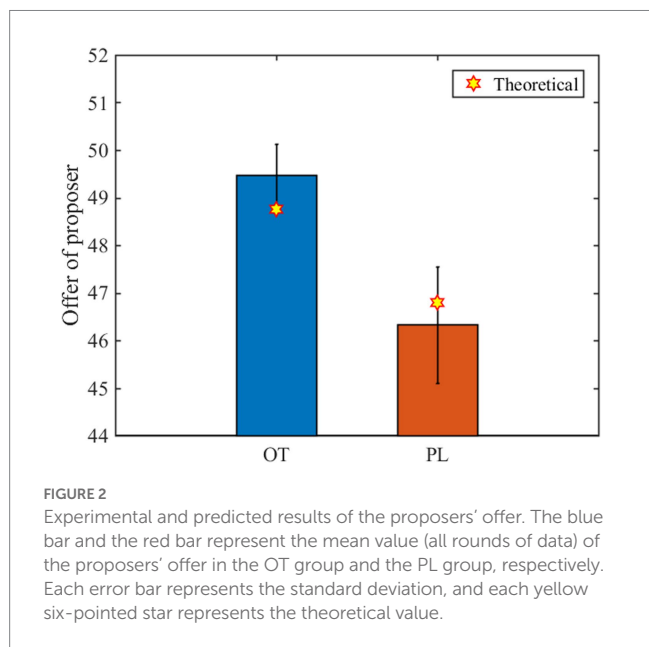 52
51
50
49
48
47
46
45
44
Offer of proposer
Theoretical
OT
PL
FIGURE 2
Experimental and predicted results of the proposers’ offer. The blue
bar and the red bar represent the mean value (all rounds of data) of
the proposers’ offer in the OT group and the PL group, respectively.
Each error bar represents the standard deviation, and each yellow
six-pointed star represents the theoretical value.